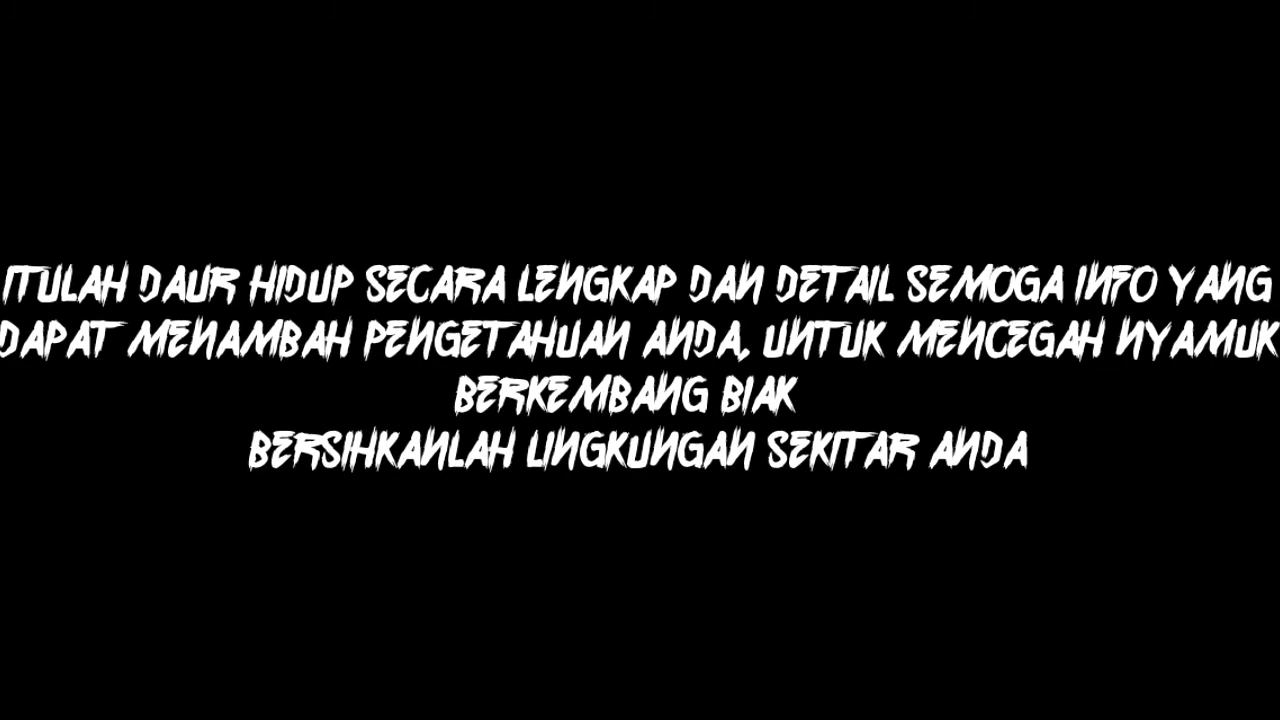 ITULAH DAUR HIDUP SECARA LENGKAP DAN DETAIL SEMOGA INFO YANG
DAPAT MENAMBAH PENGETAHUAN ANDA, UNTUK MENCEGAH NYAMUK
BERKEMBANG BIAK
BERSIHKANLAH LINGKUNGAN SEKITAR ANDA